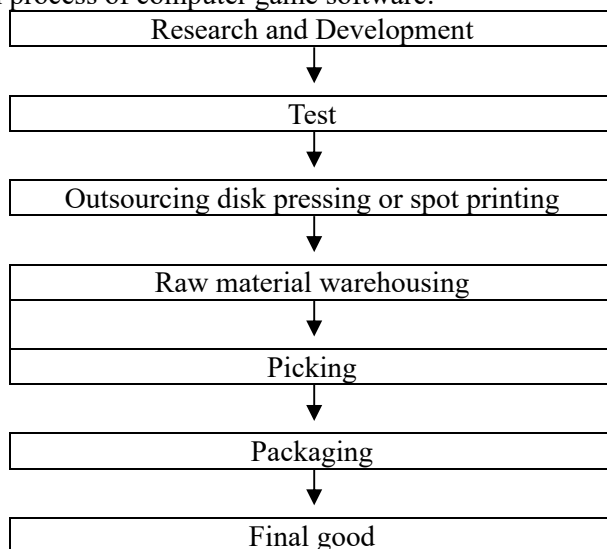 process of computer game software:
Research and Development
Test
Outsourcing disk pressing or spot printing
Raw material warehousing
Picking
Packaging
Final good